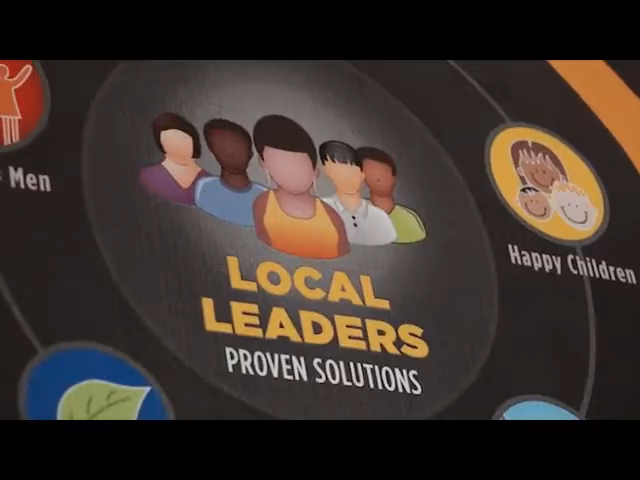 Men
Happy Children
LOCAL
LEADERS
PROVEN SOLUTIONS